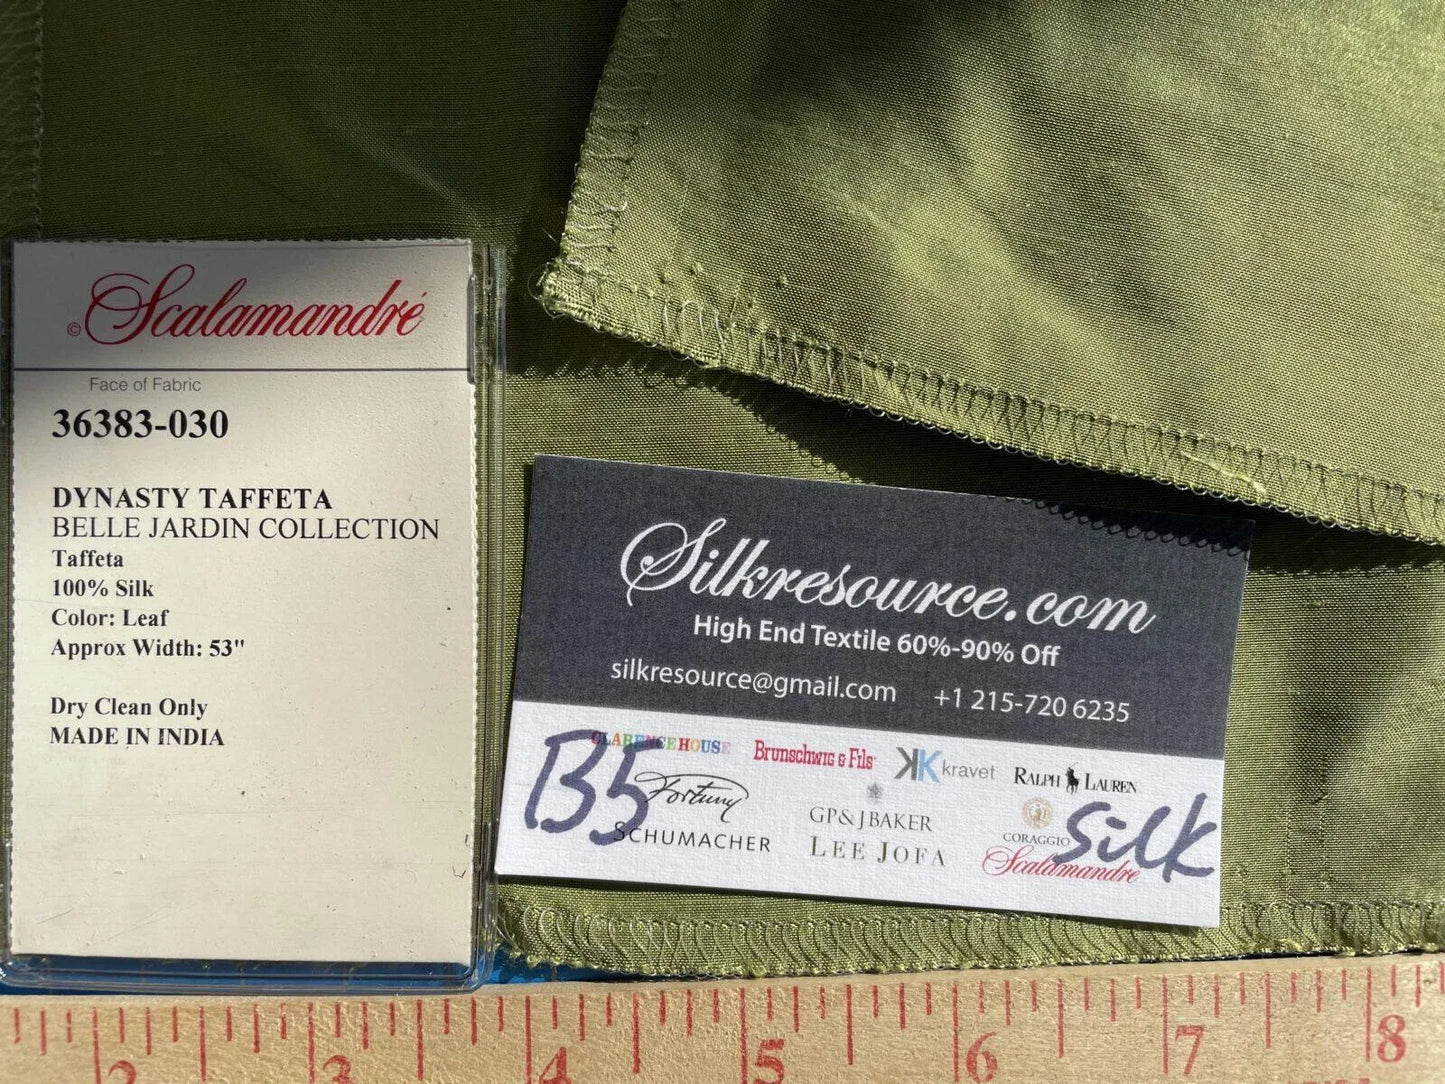 © Scalamandré
Face of Fabric
36383-030
DYNASTY TAFFETA
BELLE JARDIN COLLECTION
Taffeta
100% Silk
Color: Leaf
Approx Width: 53"
Dry Clean Only
MADE IN INDIA
Silkresource.com
High End Textile 60%-90% Off
silkresource@gmail.com +1 215-720 6235
CLARENCE HOUSE Brunschwig & Fils kravet RALPH LAUREN
B5 Fortuny GP & J BAKER CORAGGIO Silk
SCHUMACHER LEE JOFA Scalamandré
2 3 4 5 6 7 8